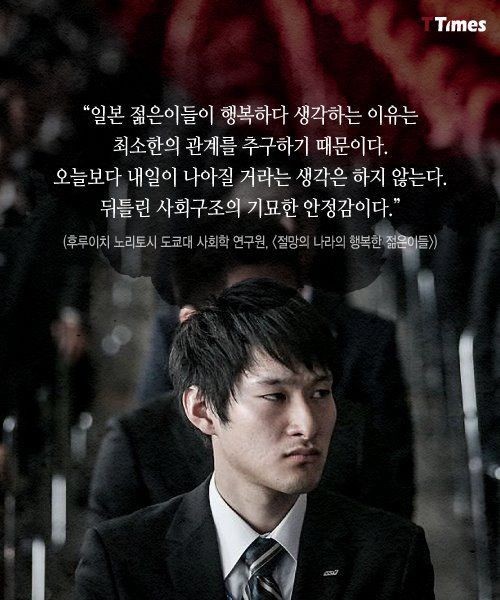 TTimes
“일본 젊은이들이 행복하다 생각하는 이유는
최소한의 관계를 추구하기 때문이다.
오늘보다 내일이 나아질 거라는 생각은 하지 않는다.
뒤틀린 사회구조의 기묘한 안정감이다.”
(후루이치 노리토시 도쿄대 사회학 연구원, 〈절망의 나라의 행복한 젊은이들〉)